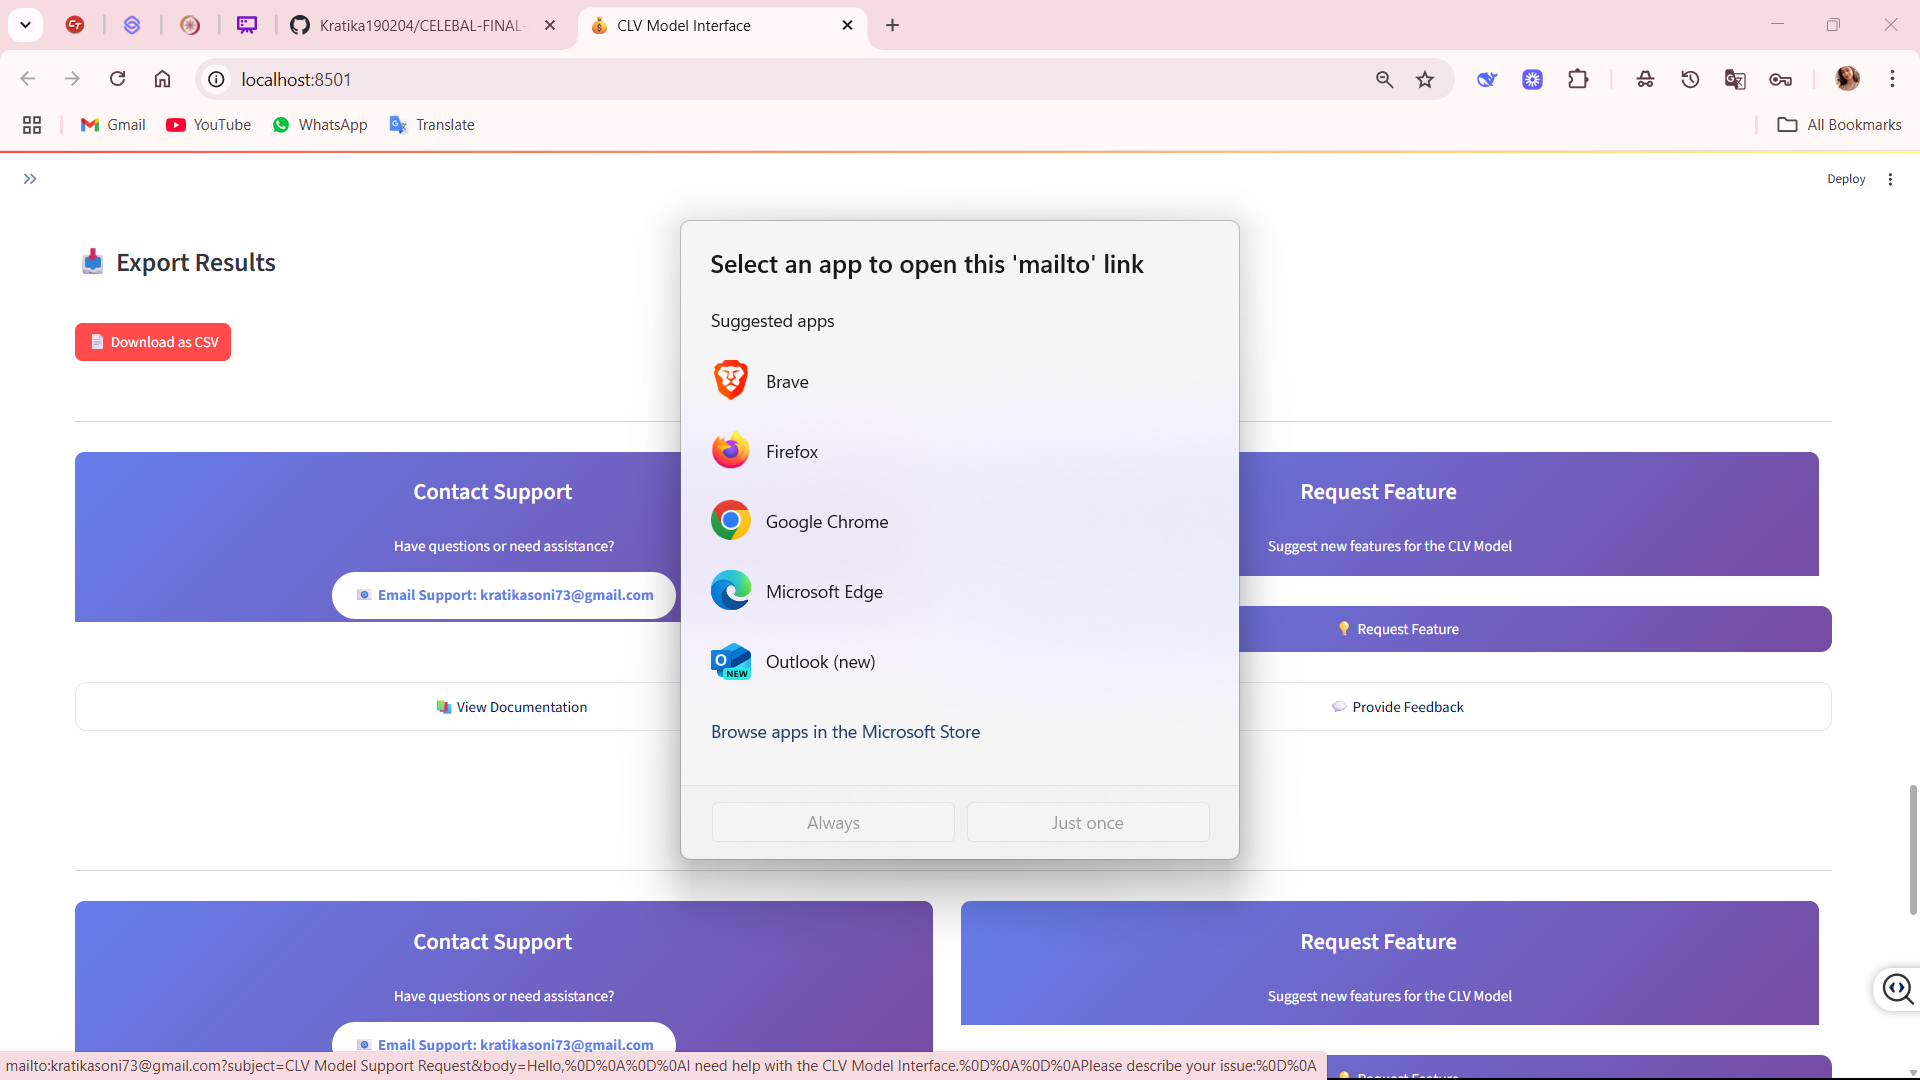 Kratika190204/CELEBAL-FINAL-
CLV Model Interface
localhost:8501
Gmail
YouTube
WhatsApp
Translate
All Bookmarks
Deploy
Export Results
Download as CSV
Select an app to open this 'mailto' link
Suggested apps
Brave
Firefox
Google Chrome
Microsoft Edge
Outlook (new)
Browse apps in the Microsoft Store
Always
Just once
Contact Support
Have questions or need assistance?
Email Support: kratikasoni73@gmail.com
View Documentation
Request Feature
Suggest new features for the CLV Model
Request Feature
Provide Feedback
Contact Support
Have questions or need assistance?
Email Support: kratikasoni73@gmail.com
Request Feature
Suggest new features for the CLV Model
Request Feature
mailto:kratikasoni73@gmail.com?subject=CLV Model Support Request&body=Hello,%0D%0A%0D%0AI need help with the CLV Model Interface.%0D%0A%0D%0APlease describe your issue:%0D%0A